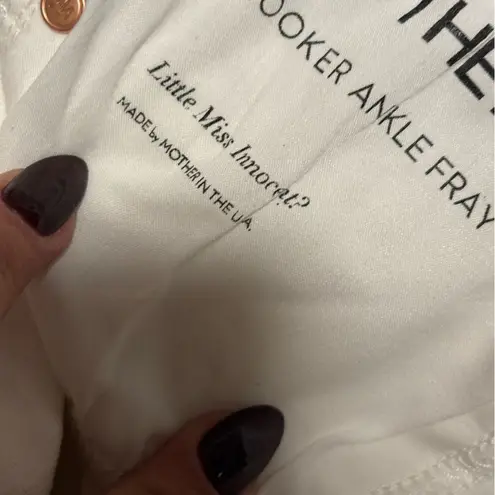 THE
OOKER ANKLE FRAY
Little Miss Innocent?
MADE by MOTHER IN THE U.A.